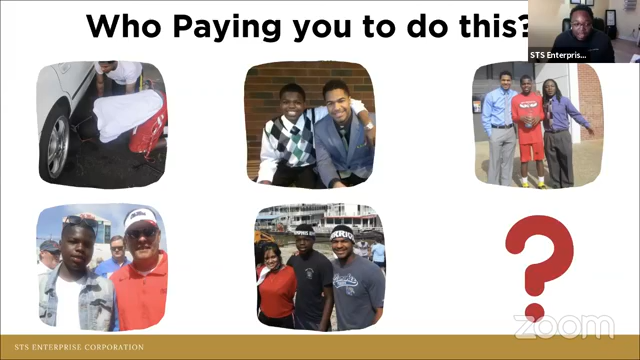 Who Paying you to do this?
STS Enterpris...
STS ENTERPRISE CORPORATION
zoom